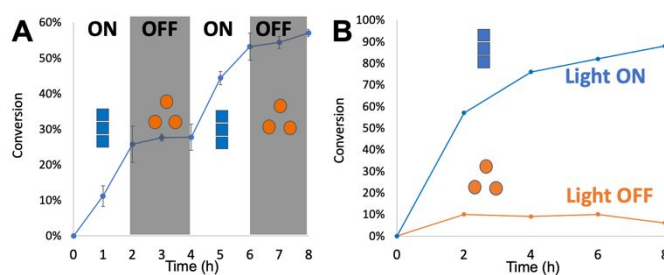 A
ON OFF ON OFF
60%
50%
40%
30%
20%
10%
0%
Conversion
0 1 2 3 4 5 6 7 8
Time (h)
B
100%
90%
80%
70%
60%
50%
40%
30%
20%
10%
0%
Conversion
Light ON
Light OFF
0 2 4 6 8
Time (h)